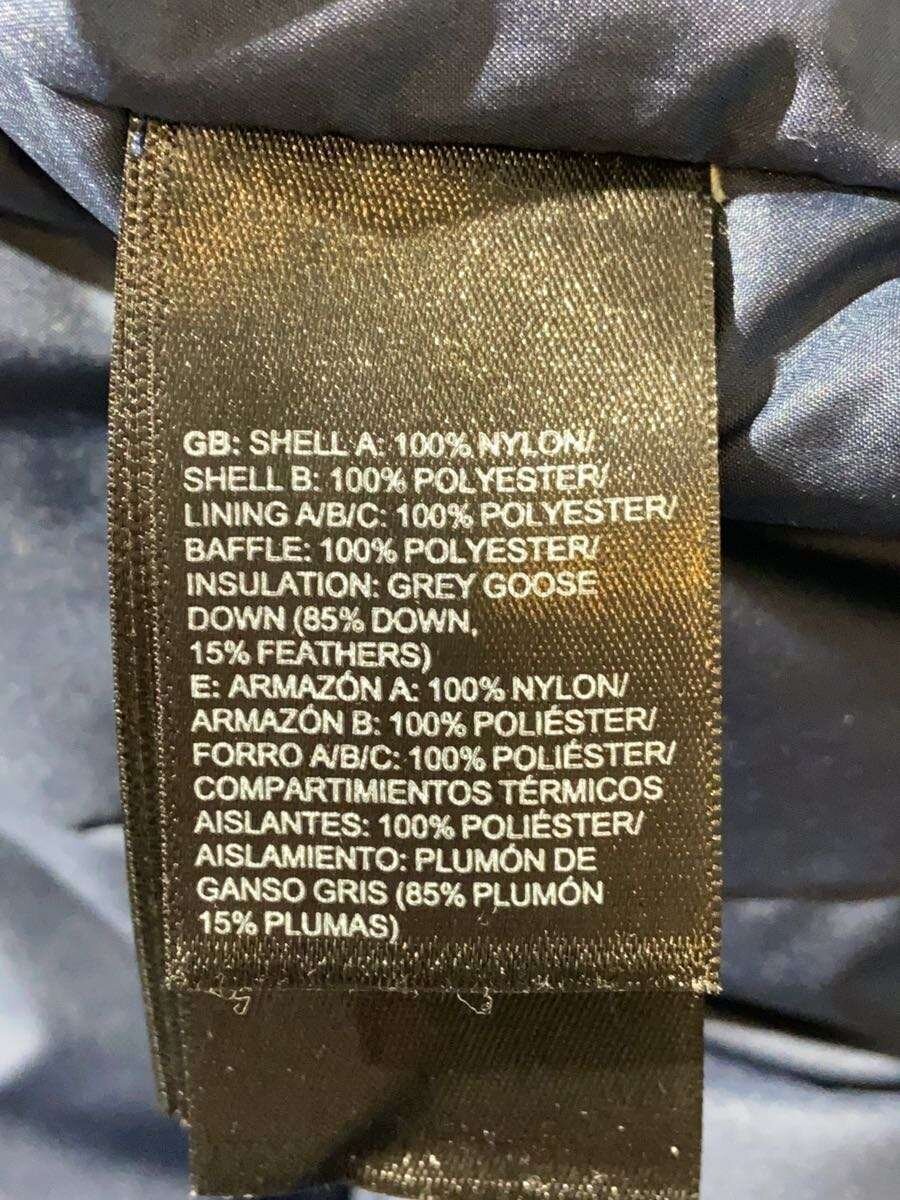 GB: SHELL A: 100% NYLON/
SHELL B: 100% POLYESTER/
LINING A/B/C: 100% POLYESTER/
BAFFLE: 100% POLYESTER/
INSULATION: GREY GOOSE
DOWN (85% DOWN,
15% FEATHERS)
E: ARMAZÓN A: 100% NYLON/
ARMAZÓN B: 100% POLIÉSTER/
FORRO A/B/C: 100% POLIÉSTER/
COMPARTIMIENTOS TÉRMICOS
AISLANTES: 100% POLIÉSTER/
AISLAMIENTO: PLUMÓN DE
GANSO GRIS (85% PLUMÓN
15% PLUMAS)